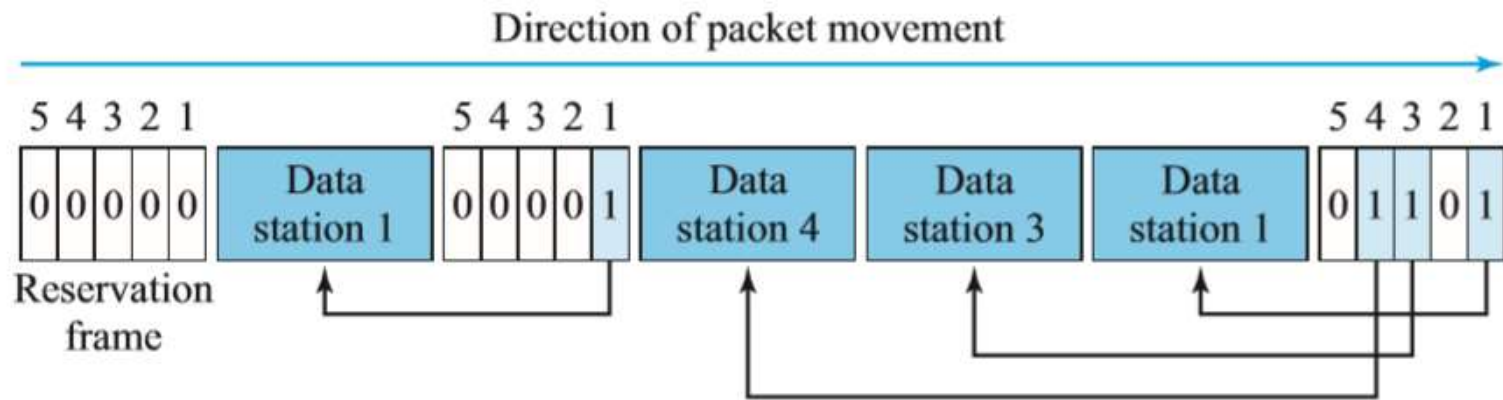 Direction of packet movement
5 4 3 2 1
5 4 3 2 1
5 4 3 2 1
0 0 0 0 0
Data
station 1
0 0 0 0 1
Data
station 4
Data
station 3
Data
station 1
0 1 1 0 1
Reservation
frame